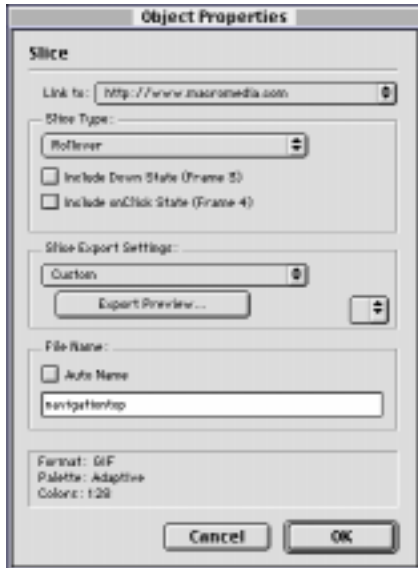 Object Properties
Slice
Link to: http://www.macromedia.com
Slice Type:
Rollover
Include Down State (Frame 3)
Include onClick State (Frame 4)
Slice Export Settings:
Custom
Export Preview...
File Name:
Auto Name
navigationtop
Format: GIF
Palette: Adaptive
Colors: 128
Cancel
OK